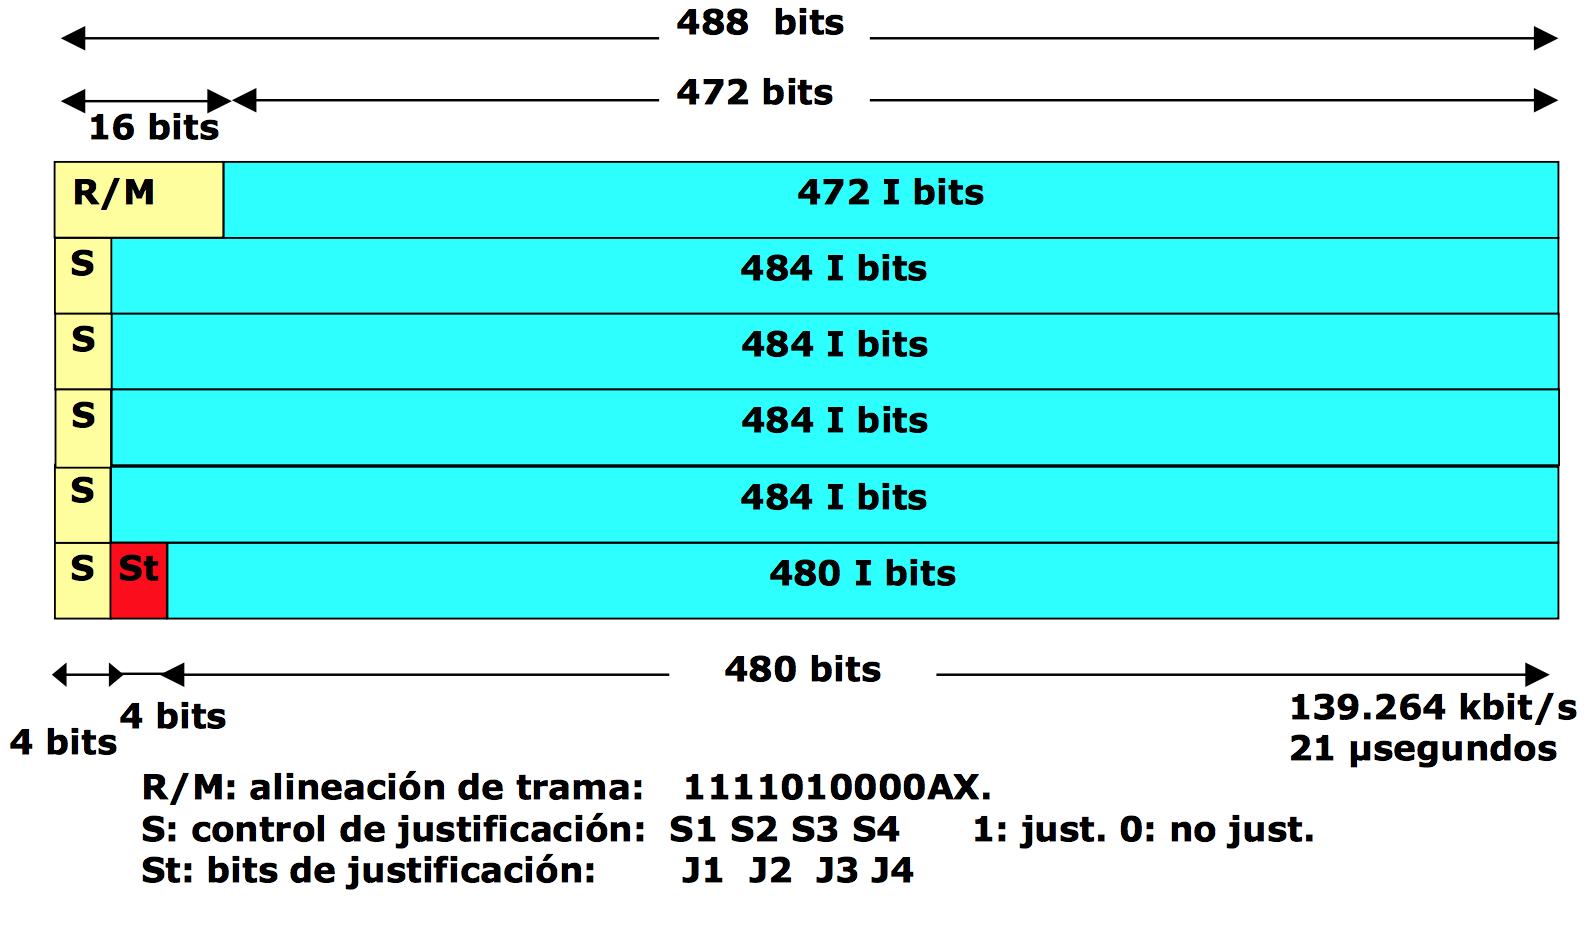 488 bits
472 bits
16 bits
R/M
472 I bits
S
484 I bits
S
484 I bits
S
484 I bits
S
484 I bits
S
St
480 I bits
480 bits
4 bits
4 bits
139.264 kbit/s
21 µsegundos
R/M: alineación de trama: 1111010000AX.
S: control de justificación: S1 S2 S3 S4 1: just. 0: no just.
St: bits de justificación: J1 J2 J3 J4